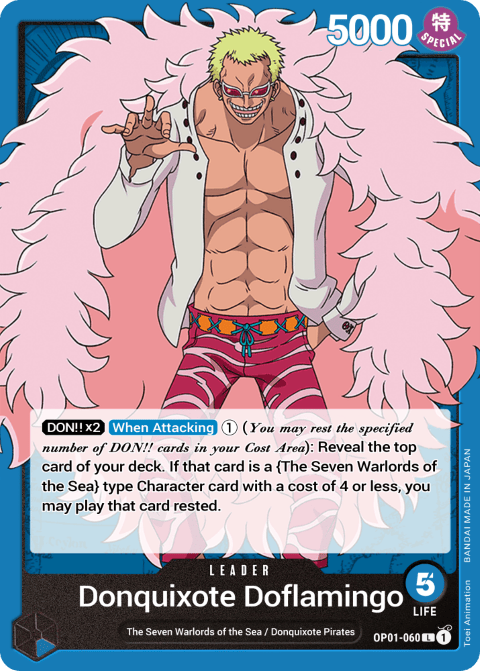 5000
特
SPECIAL
DON!! ×2 When Attacking ① (You may rest the specified
number of DON!! cards in your Cost Area): Reveal the top
card of your deck. If that card is a {The Seven Warlords of
the Sea} type Character card with a cost of 4 or less, you
may play that card rested.
LEADER
Donquixote Doflamingo
5
LIFE
The Seven Warlords of the Sea / Donquixote Pirates
OP01-060 L 1
Toei Animation BANDAI MADE IN JAPAN